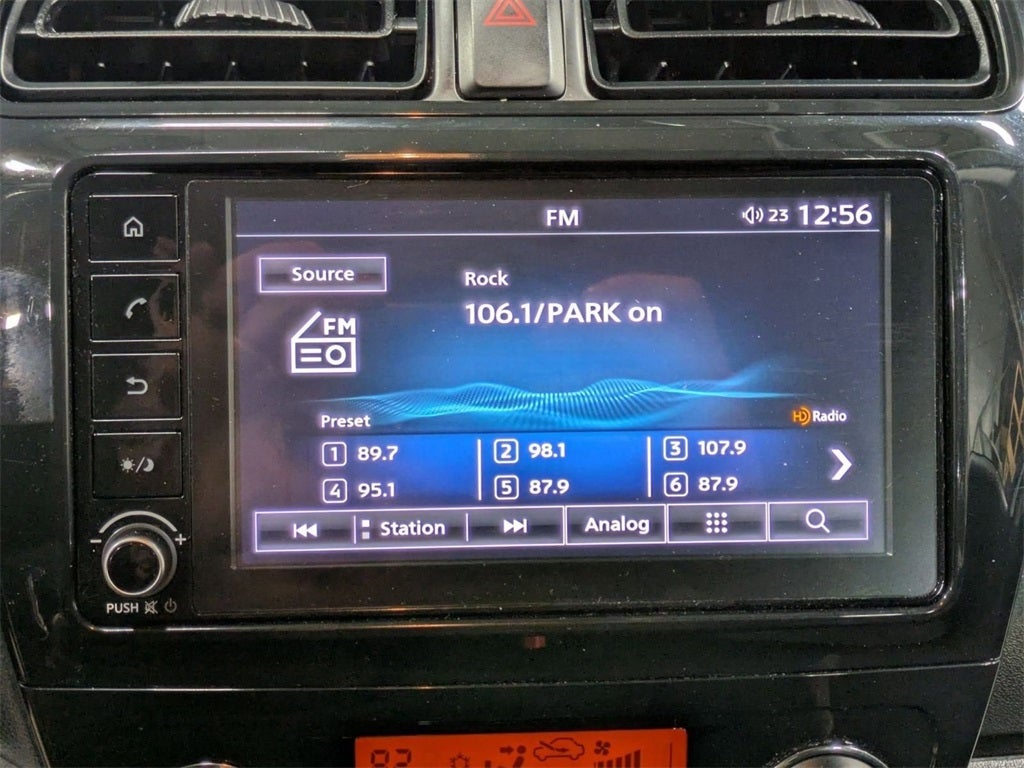 FM
23 12:56
Source
Rock
106.1/PARK on
FM
HD Radio
Preset
1 89.7
2 98.1
3 107.9
4 95.1
5 87.9
6 87.9
Station
Analog
- +
PUSH